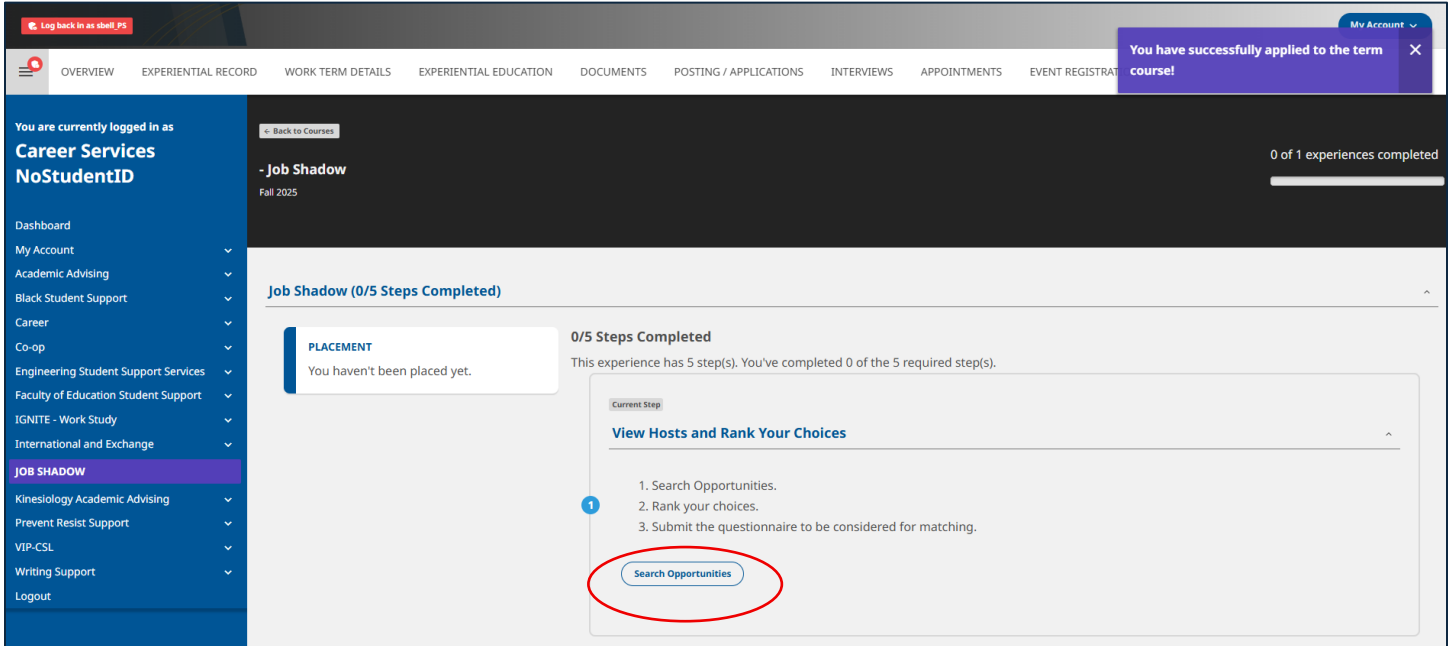 Log back in as sbell_PS
My Account
You have successfully applied to the term
course!
OVERVIEW EXPERIENTIAL RECORD WORK TERM DETAILS EXPERIENTIAL EDUCATION DOCUMENTS POSTING / APPLICATIONS INTERVIEWS APPOINTMENTS EVENT REGISTRAT
You are currently logged in as
Career Services
NoStudentID
Dashboard
My Account
Academic Advising
Black Student Support
Career
Co-op
Engineering Student Support Services
Faculty of Education Student Support
IGNITE - Work Study
International and Exchange
JOB SHADOW
Kinesiology Academic Advising
Prevent Resist Support
VIP-CSL
Writing Support
Logout
← Back to Courses
- Job Shadow
Fall 2025
0 of 1 experiences completed
Job Shadow (0/5 Steps Completed)
PLACEMENT
You haven't been placed yet.
0/5 Steps Completed
This experience has 5 step(s). You've completed 0 of the 5 required step(s).
Current Step
View Hosts and Rank Your Choices
1
1. Search Opportunities.
2. Rank your choices.
3. Submit the questionnaire to be considered for matching.
Search Opportunities